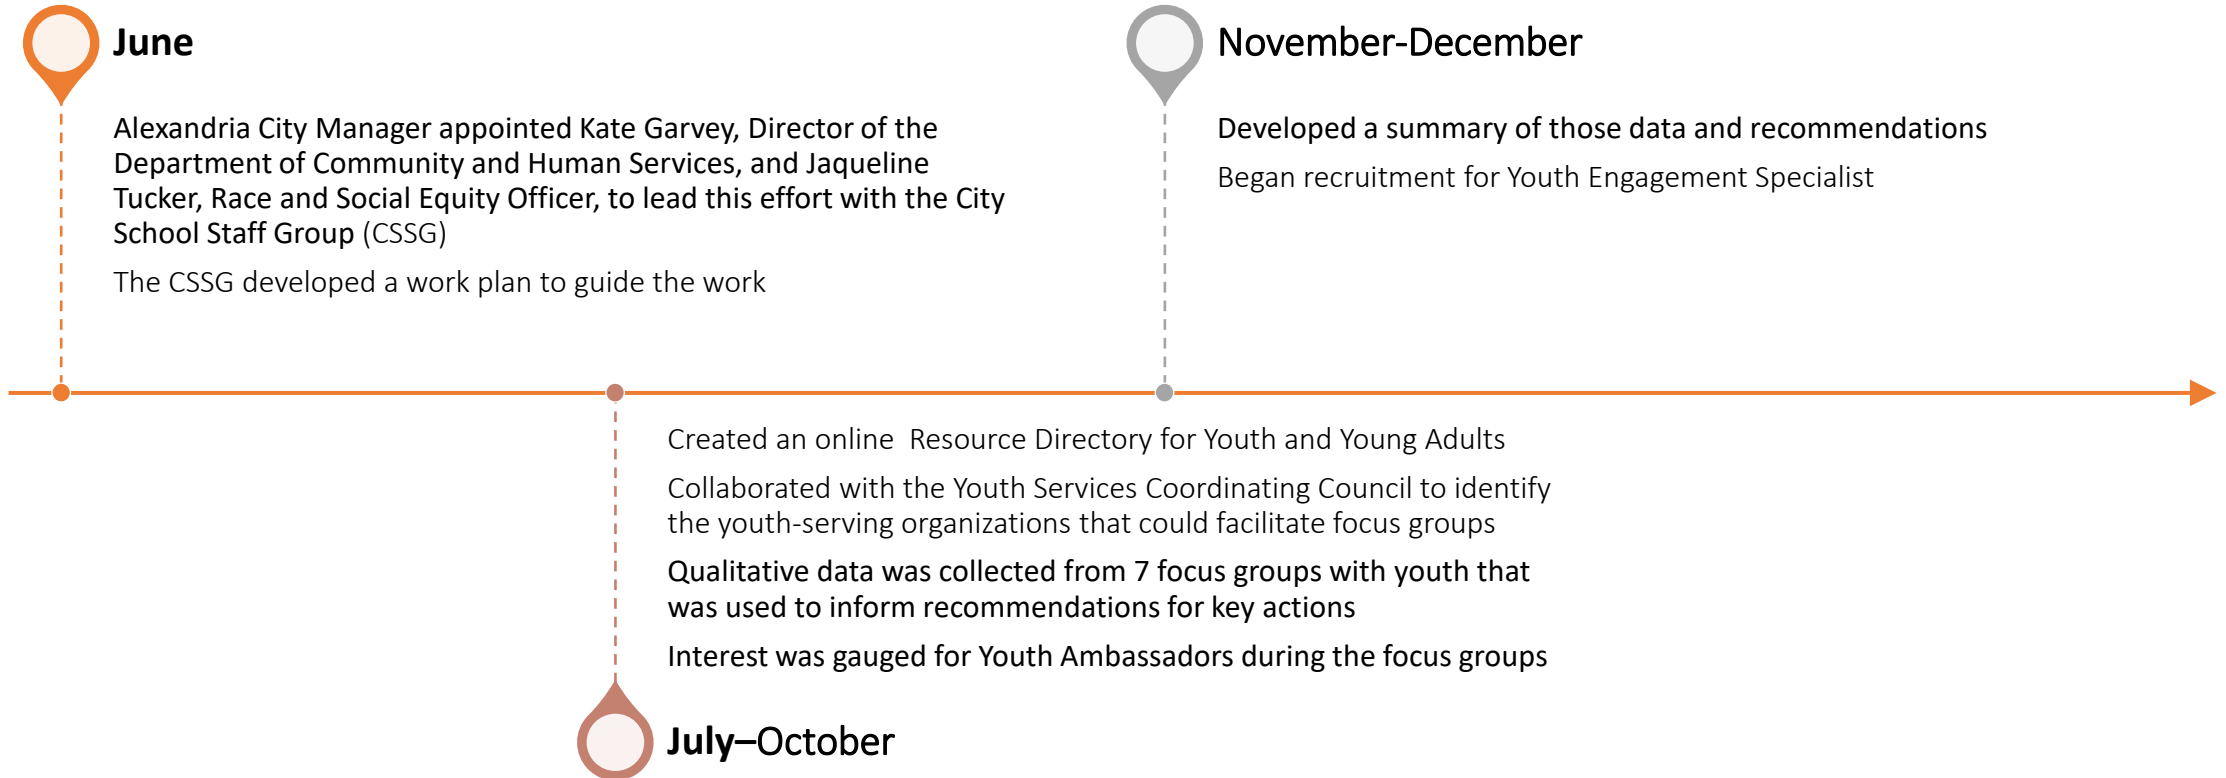 June
Alexandria City Manager appointed Kate Garvey, Director of the
Department of Community and Human Services, and Jaqueline
Tucker, Race and Social Equity Officer, to lead this effort with the City
School Staff Group (CSSG)
The CSSG developed a work plan to guide the work
November-December
Developed a summary of those data and recommendations
Began recruitment for Youth Engagement Specialist
Created an online  Resource Directory for Youth and Young Adults
Collaborated with the Youth Services Coordinating Council to identify
the youth-serving organizations that could facilitate focus groups
Qualitative data was collected from 7 focus groups with youth that
was used to inform recommendations for key actions
Interest was gauged for Youth Ambassadors during the focus groups
July–October